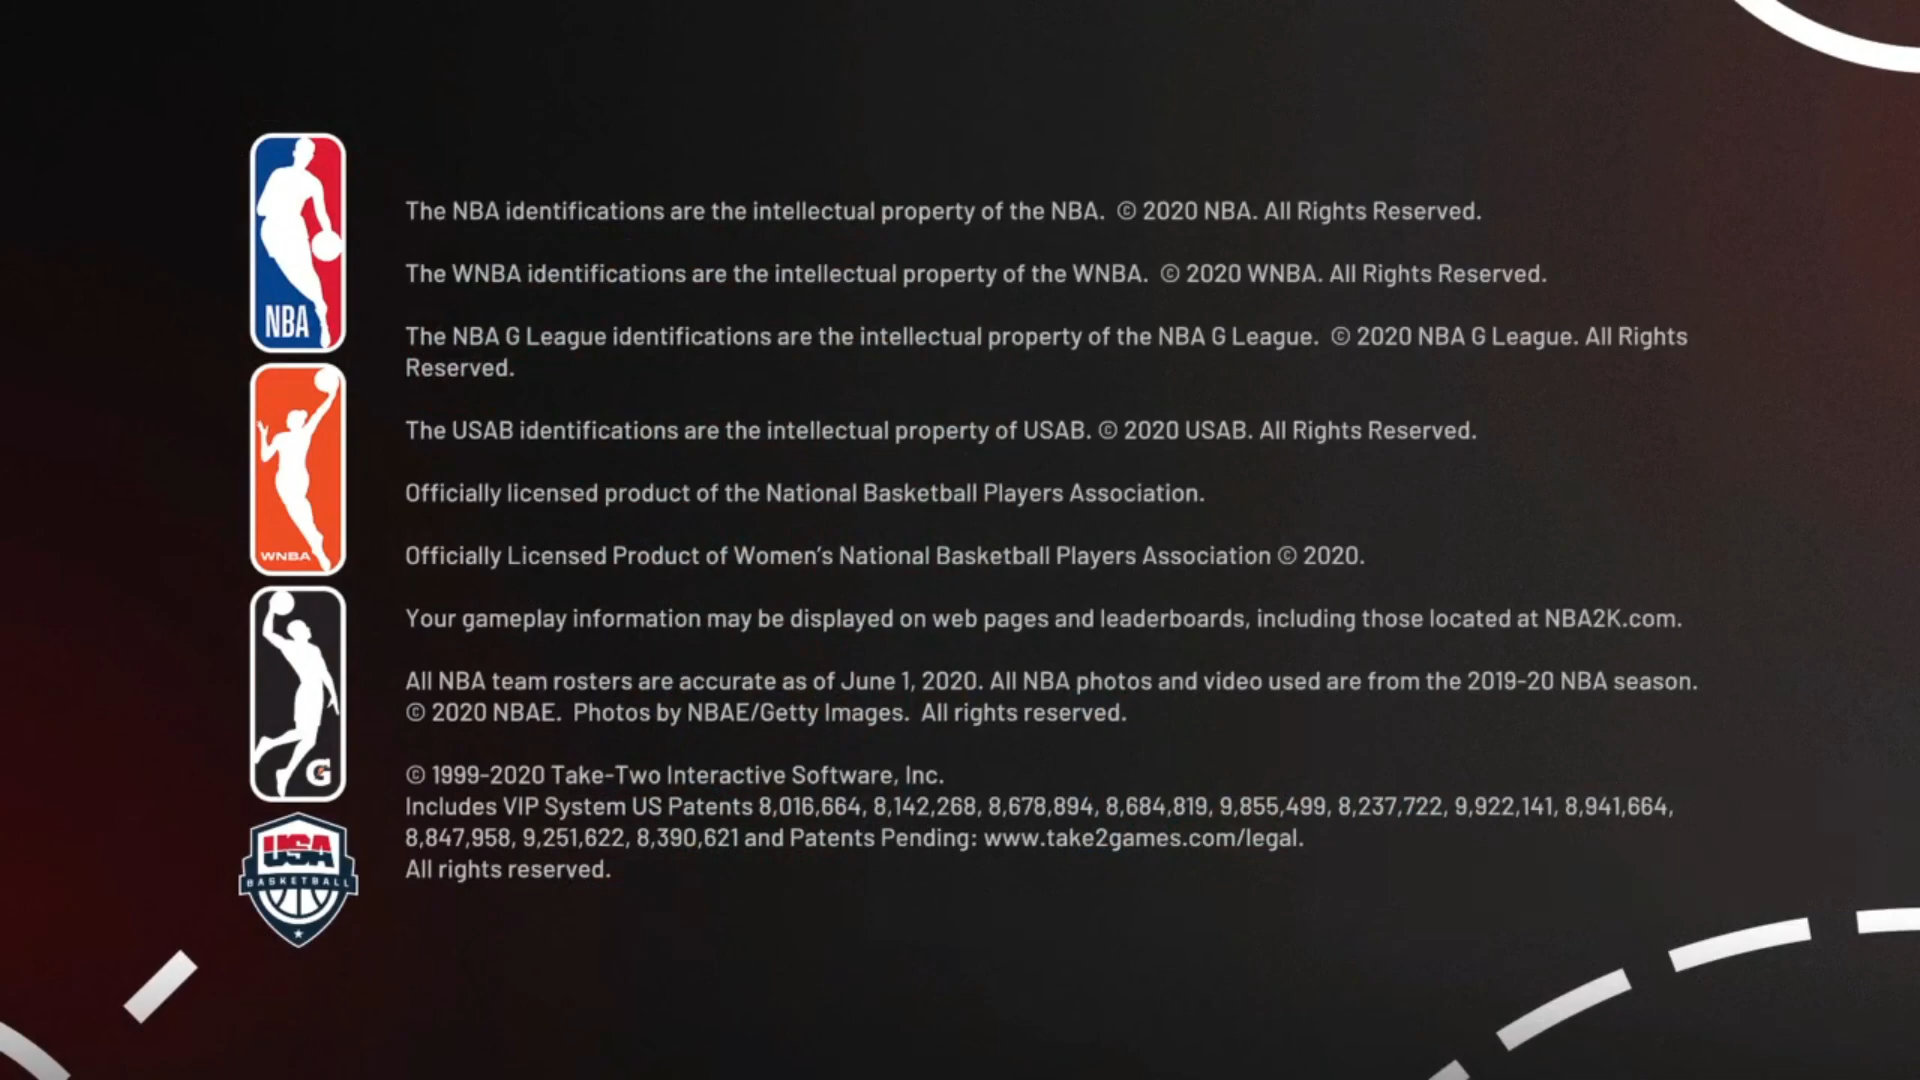 NBA
The NBA identifications are the intellectual property of the NBA.  © 2020 NBA. All Rights Reserved.
The WNBA identifications are the intellectual property of the WNBA.  © 2020 WNBA. All Rights Reserved.
The NBA G League identifications are the intellectual property of the NBA G League.  © 2020 NBA G League. All Rights
Reserved.
WNBA
The USAB identifications are the intellectual property of USAB. © 2020 USAB. All Rights Reserved.
Officially licensed product of the National Basketball Players Association.
Officially Licensed Product of Women’s National Basketball Players Association © 2020.
G
Your gameplay information may be displayed on web pages and leaderboards, including those located at NBA2K.com.
All NBA team rosters are accurate as of June 1, 2020. All NBA photos and video used are from the 2019-20 NBA season.
© 2020 NBAE.  Photos by NBAE/Getty Images.  All rights reserved.
© 1999-2020 Take-Two Interactive Software, Inc.
Includes VIP System US Patents 8,016,664, 8,142,268, 8,678,894, 8,684,819, 9,855,499, 8,237,722, 9,922,141, 8,941,664,
8,847,958, 9,251,622, 8,390,621 and Patents Pending: www.take2games.com/legal.
All rights reserved.
USA
BASKETBALL